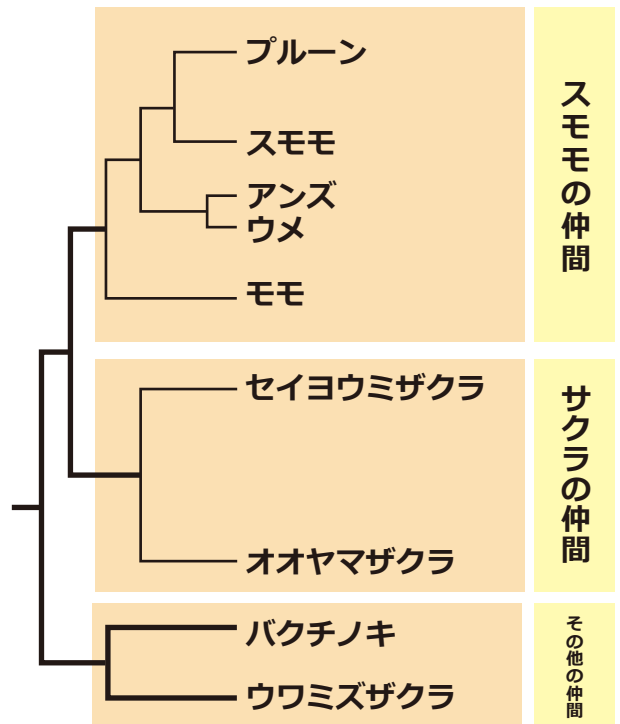 プルーン
スモモ
アンズ
ウメ
モモ
スモモの仲間
セイヨウミザクラ
オオヤマザクラ
サクラの仲間
バクチノキ
ウワミズザクラ
その他の仲間